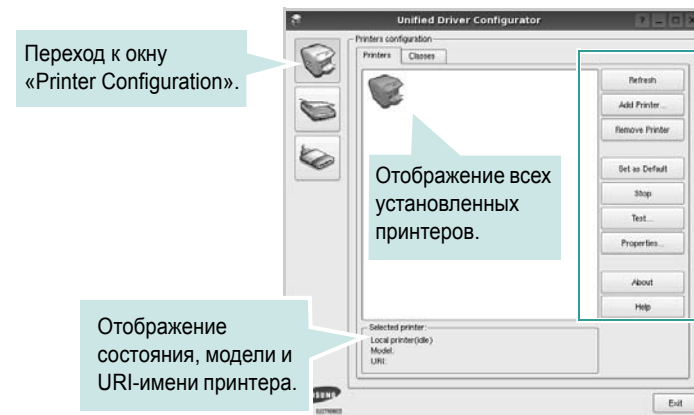 Unified Driver Configurator
Переход к окну
«Printer Configuration».
Printers configuration
Printers
Classes
Refresh
Add Printer...
Remove Printer
Set as Default
Stop
Test...
Properties...
About
Help
Отображение всех
установленных
принтеров.
Отображение
состояния, модели и
URI-имени принтера.
Selected printer:
Local printer(idle)
Model:
URI:
ELECTRONICS
Exit